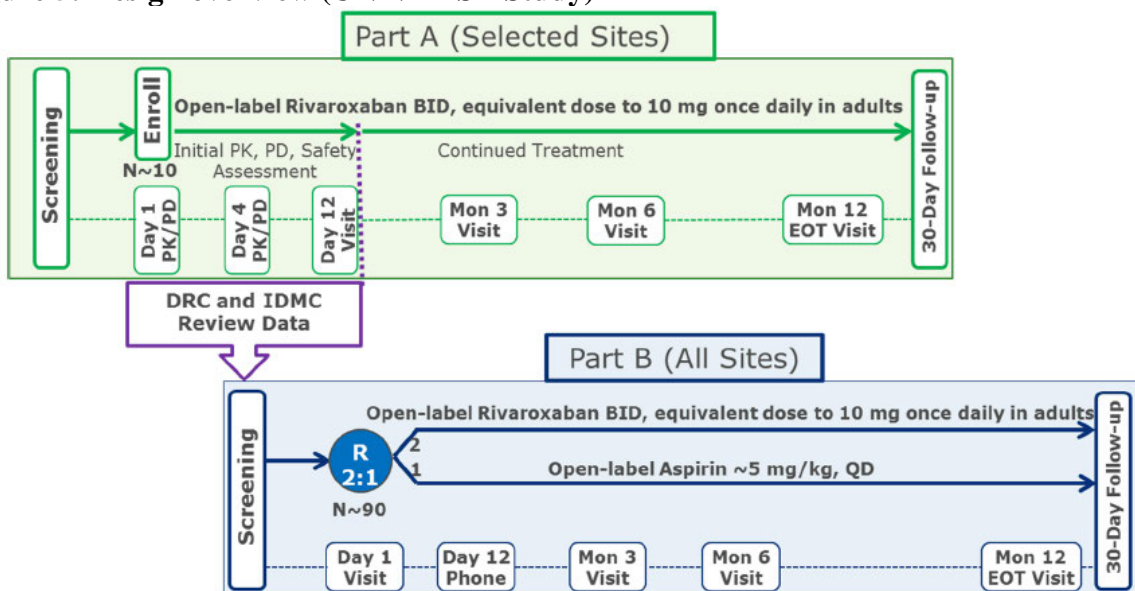 Part A (Selected Sites)
Screening
Enroll
Open-label Rivaroxaban BID, equivalent dose to 10 mg once daily in adults
Initial PK, PD, Safety
Assessment
Continued Treatment
N~10
Day 1
PK/PD
Day 4
PK/PD
Day 12
Visit
Mon 3
Visit
Mon 6
Visit
Mon 12
EOT Visit
30-Day Follow-up
DRC and IDMC
Review Data
Part B (All Sites)
Screening
R
2:1
N~90
Open-label Rivaroxaban BID, equivalent dose to 10 mg once daily in adults
2
1
Open-label Aspirin ~5 mg/kg, QD
Day 1
Visit
Day 12
Phone
Mon 3
Visit
Mon 6
Visit
Mon 12
EOT Visit
30-Day Follow-up